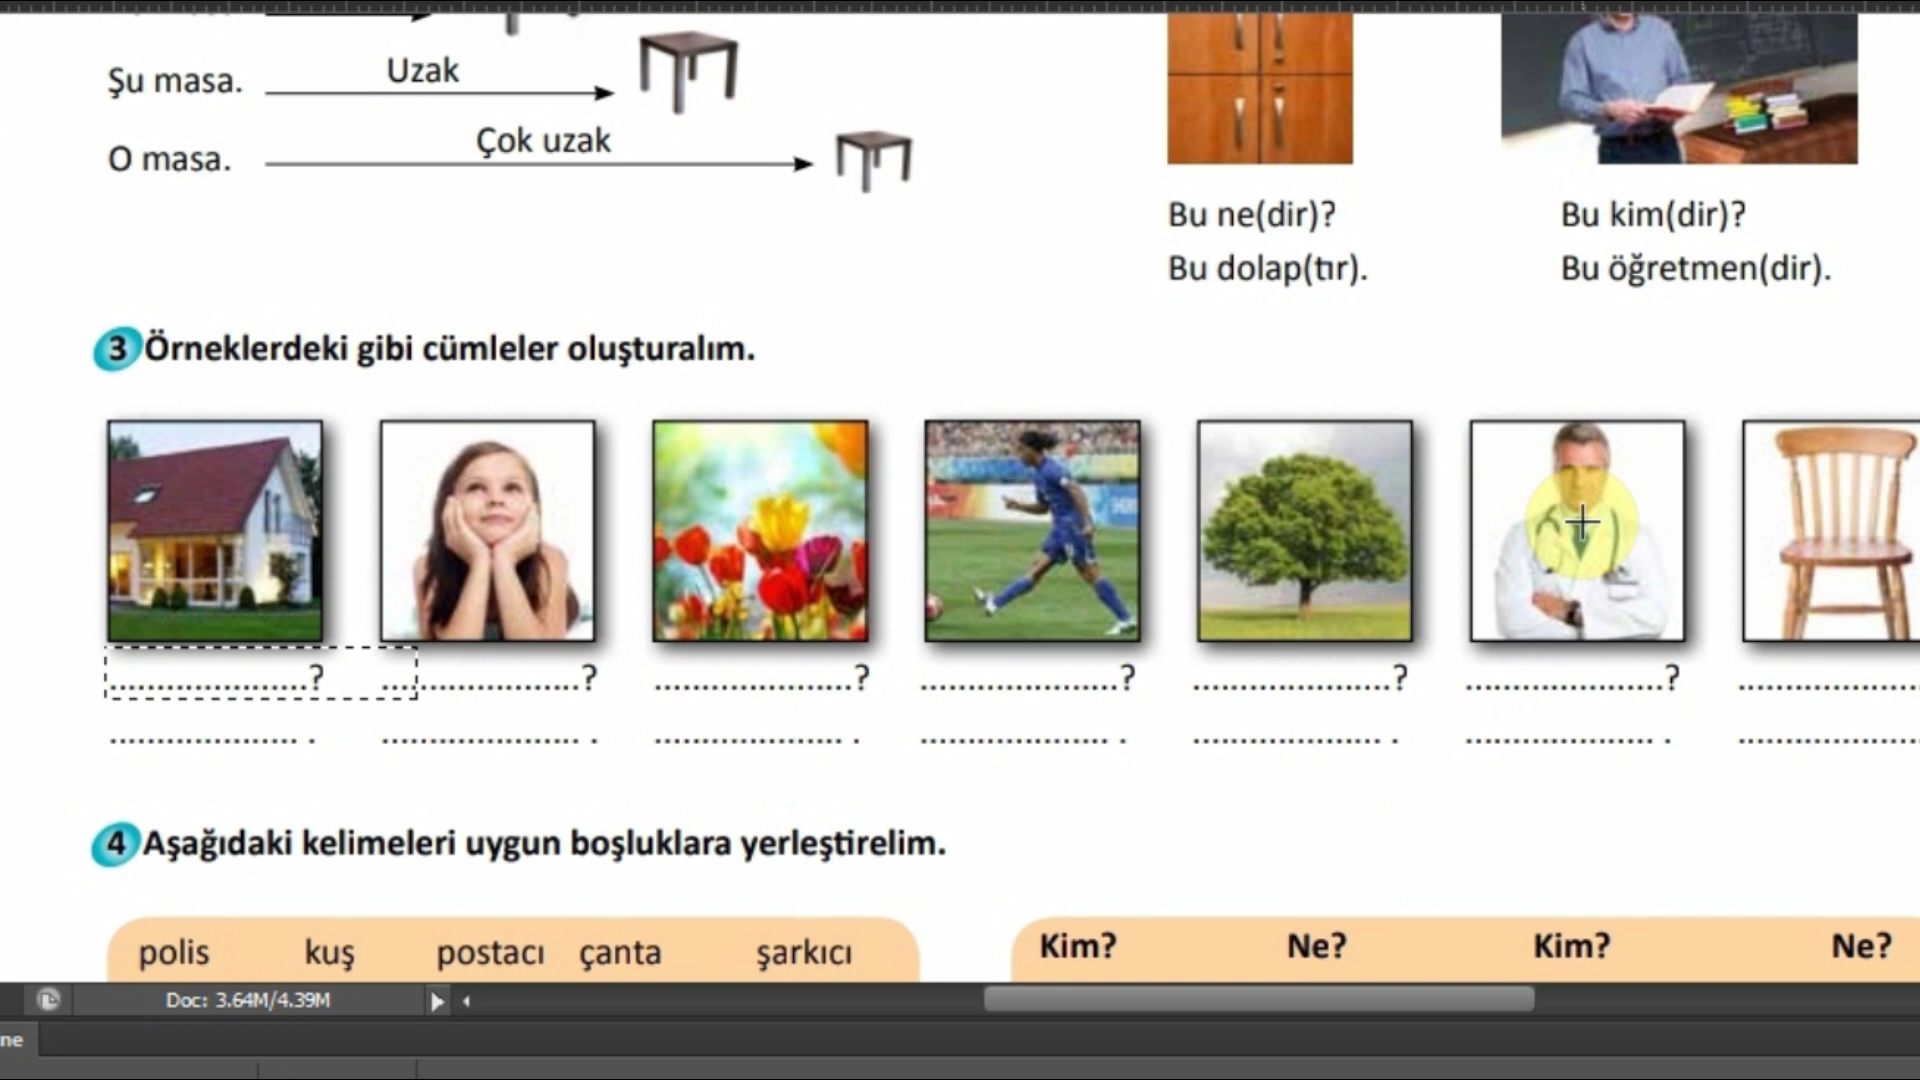 Şu masa.
Uzak
O masa.
Çok uzak
Bu ne(dir)?
Bu dolap(tır).
Bu kim(dir)?
Bu öğretmen(dir).
3 Örneklerdeki gibi cümleler oluşturalım.
.....................? .....................? .....................? .....................? .....................? .....................? ...................
.................... . ..................... . .................... . .................... . .................... . .................... . ...................
4 Aşağıdaki kelimeleri uygun boşluklara yerleştirelim.
polis kuş postacı çanta şarkıcı
Kim? Ne? Kim? Ne?
Doc: 3.64M/4.39M
ne